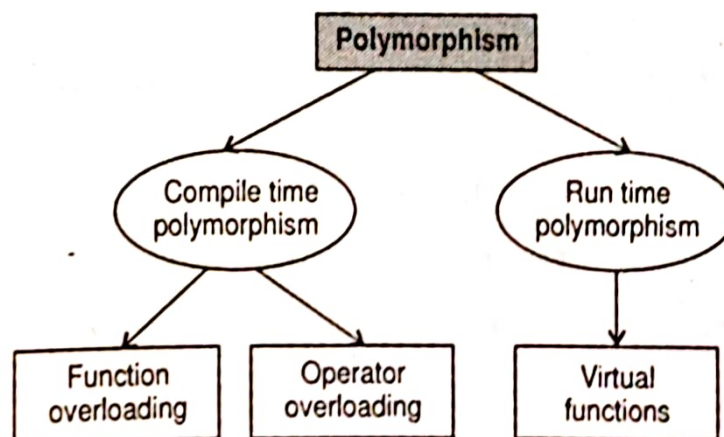 Polymorphism
Compile time
polymorphism
Run time
polymorphism
Function
overloading
Operator
overloading
Virtual
functions